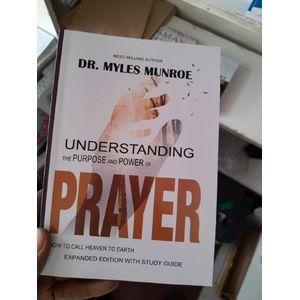 BEST-SELLING AUTHOR
DR. MYLES MUNROE
UNDERSTANDING
THE PURPOSE AND POWER OF
PRAYER
HOW TO CALL HEAVEN TO EARTH
EXPANDED EDITION WITH STUDY GUIDE